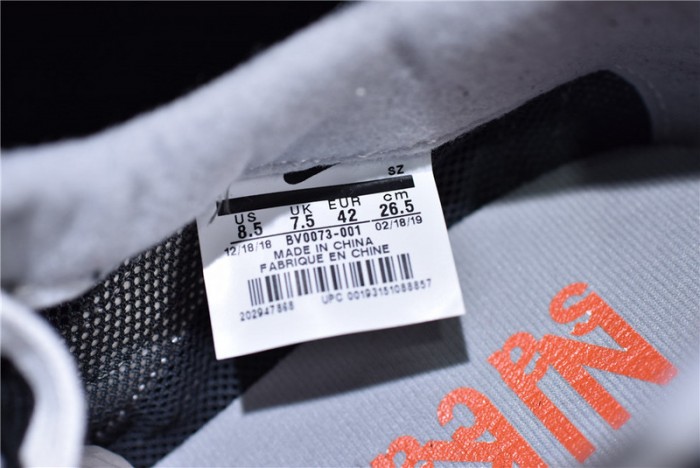 SZ
US UK EUR cm
8.5 7.5 42 26.5
12/18/18 BV0073-001 02/18/19
MADE IN CHINA
FABRIQUE EN CHINE
202947868 UPC 00193151088857